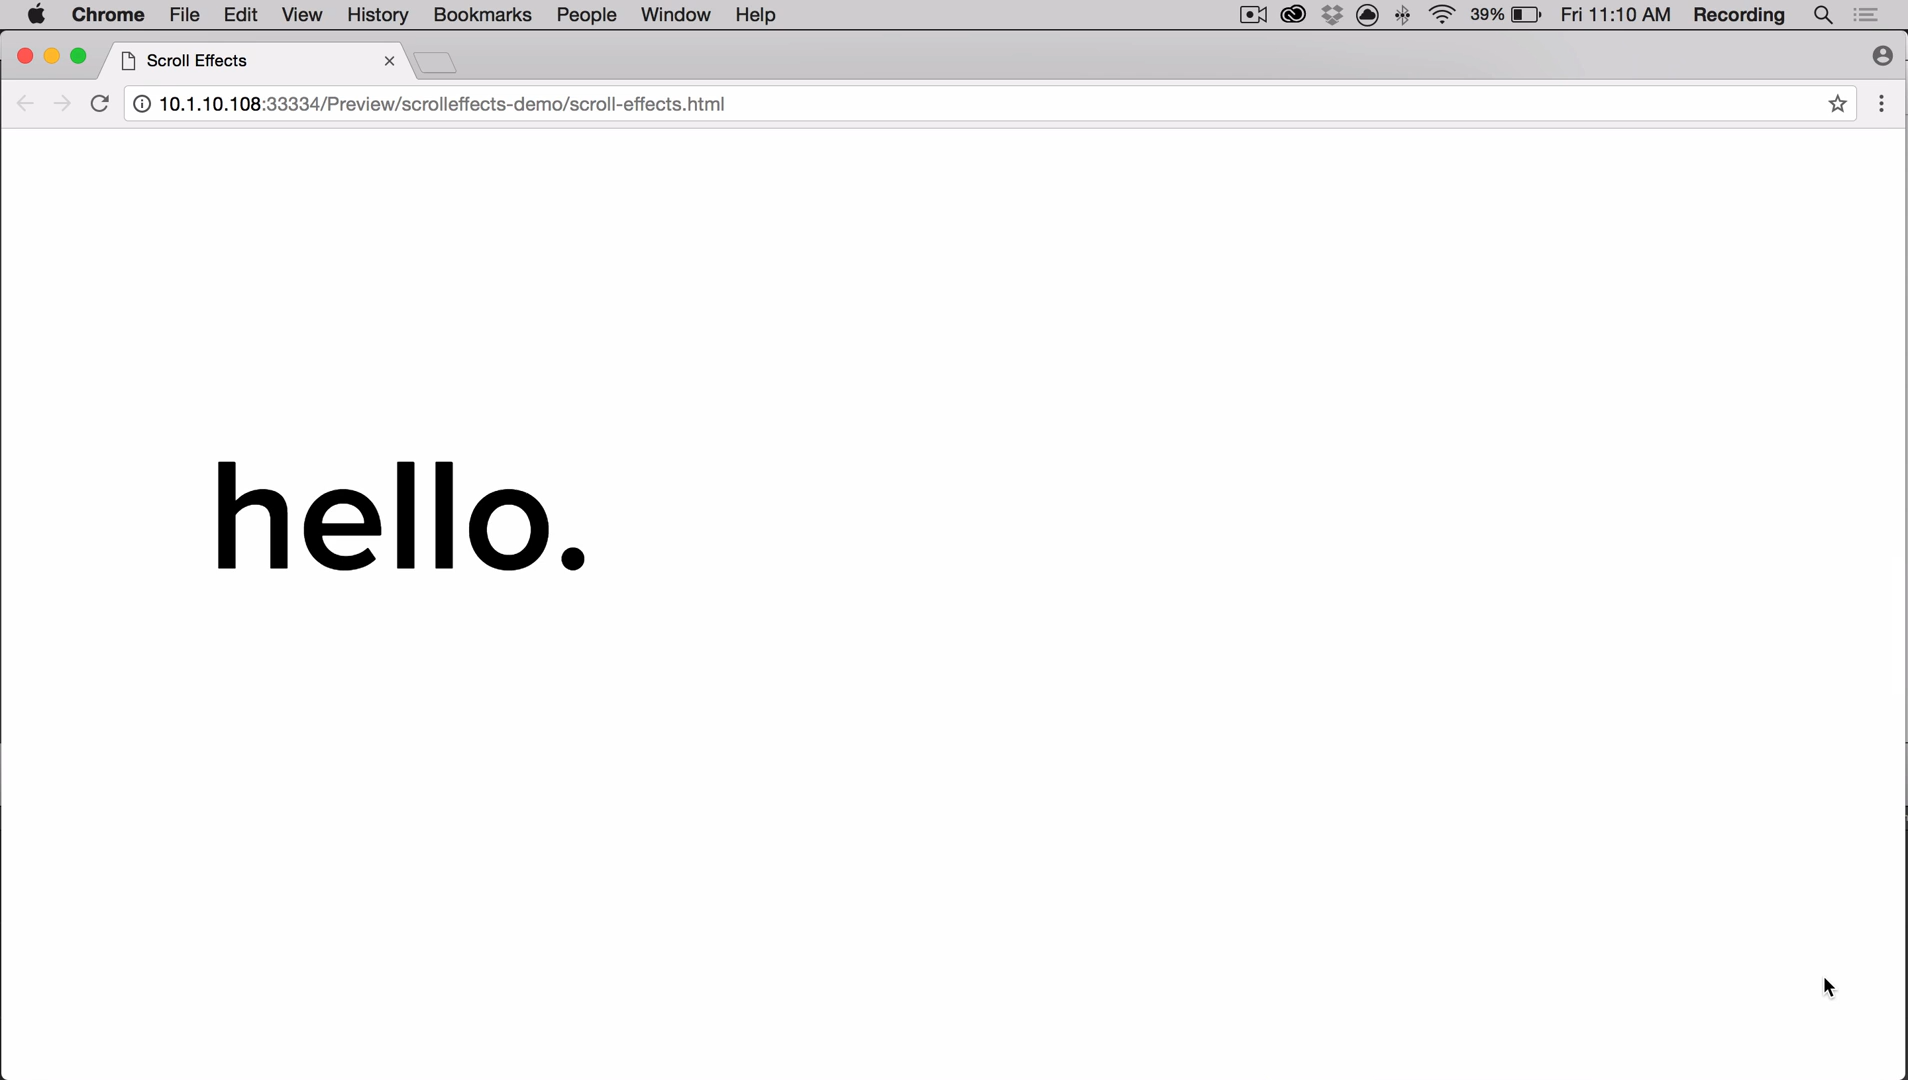 Chrome File Edit View History Bookmarks People Window Help 39% Fri 11:10 AM Recording
Scroll Effects
10.1.10.108:33334/Preview/scrolleffects-demo/scroll-effects.html
hello.